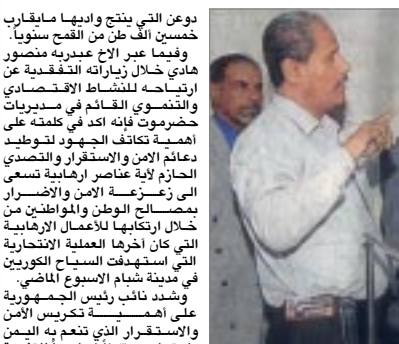 دوعن التي ينتج واديها مايقارب
خمسين ألف طن من القمح سنوياً.
وفيما عبر الاخ عبدربه منصور
هادي خلال زياراته التفقدية عن
ارتياحه للنشاط الاقتصادي
والتنموي القائم في مديريات
حضرموت فإنه اكد في كلمته على
أهمية تكاتف الجهود لتوطيد
دعائم الامن والاستقرار والتصدي
الحازم لأية عناصر ارهابية تسعى
الى زعزعة الامن والاضرار
بمصالح الوطن والمواطنين من
خلال ارتكابها للأعمال الارهابية
التي كان آخرها العملية الانتحارية
التي استهدفت السياح الكوريين
في مدينة شبام الاسبوع الماضي.
وشدد نائب رئيس الجمهورية
على أهمية تكريس الأمن
والاستقرار الذي تنعم به اليمن